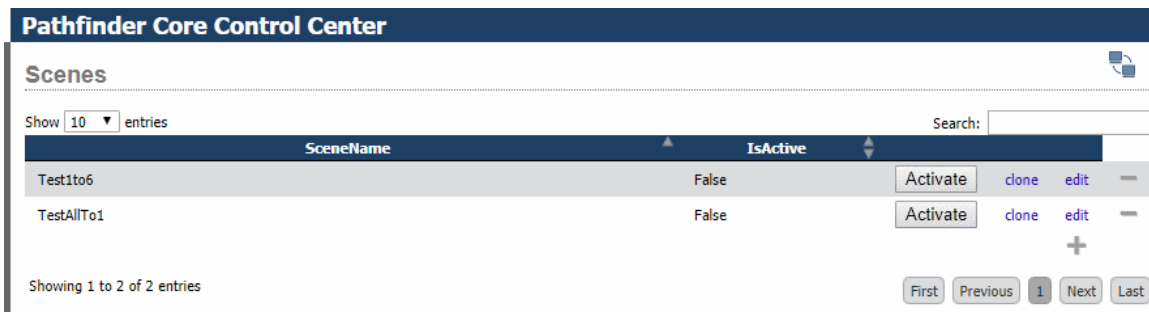 Pathfinder Core Control Center
Scenes
Show 10 entries Search:
SceneName IsActive
Test1to6 False Activate clone edit
TestAllTo1 False Activate clone edit
Showing 1 to 2 of 2 entries First Previous 1 Next Last